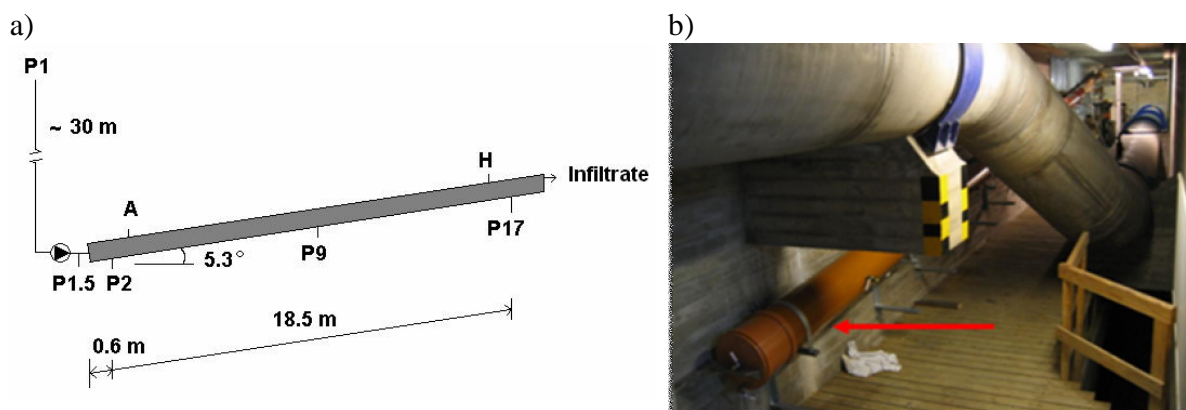 a)
b)
P1
~ 30 m
H
Infiltrate
A
P17
P9
5.3°
P1.5
P2
18.5 m
0.6 m